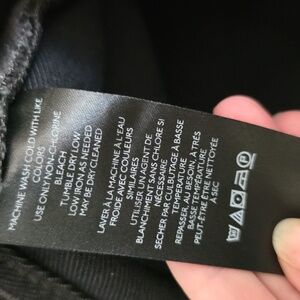 MACHINE WASH COLD WITH LIKE
COLORS
USE ONLY NON-CHLORINE
BLEACH
TUMBLE DRY LOW
LOW IRON AS NEEDED
MAY BE DRY CLEANED
LAVER À LA MACHINE À L'EAU
FROIDE AVEC COULEURS
SIMILAIRES
UTILISER UN AGENT DE
BLANCHIMENT SANS CHLORE SI
SÉCHER PAR CULBUTAGE À BASSE
TEMPÉRATURE
REPASSER, AU BESOIN, À TRÈS
BASSE TEMPÉRATURE
PEUT-ÊTRE ÊTRE NETTOYÉE
À SEC